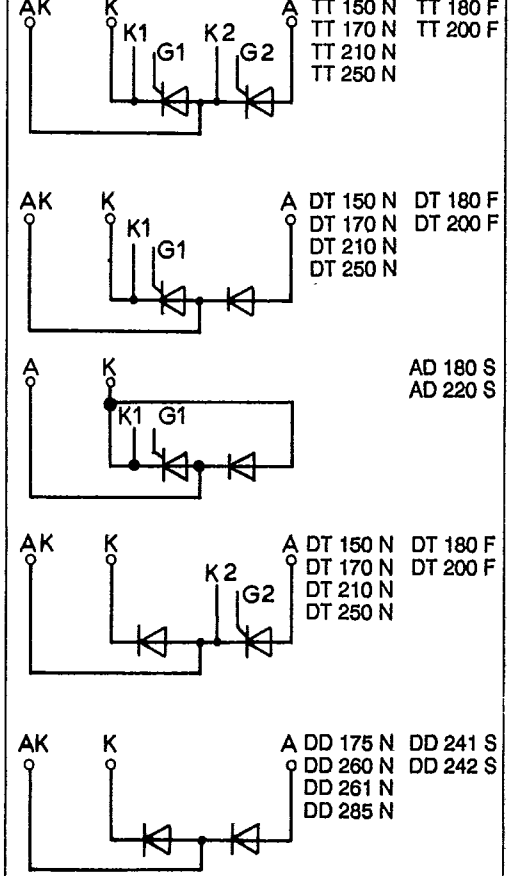 AK K A TT 150 N TT 180 F
K1 K2 TT 170 N TT 200 F
G1 G2 TT 210 N
TT 250 N
AK K A DT 150 N DT 180 F
K1 DT 170 N DT 200 F
G1 DT 210 N
DT 250 N
A K AD 180 S
AD 220 S
K1 G1
AK K A DT 150 N DT 180 F
K2 DT 170 N DT 200 F
G2 DT 210 N
DT 250 N
AK K A DD 175 N DD 241 S
DD 260 N DD 242 S
DD 261 N
DD 285 N